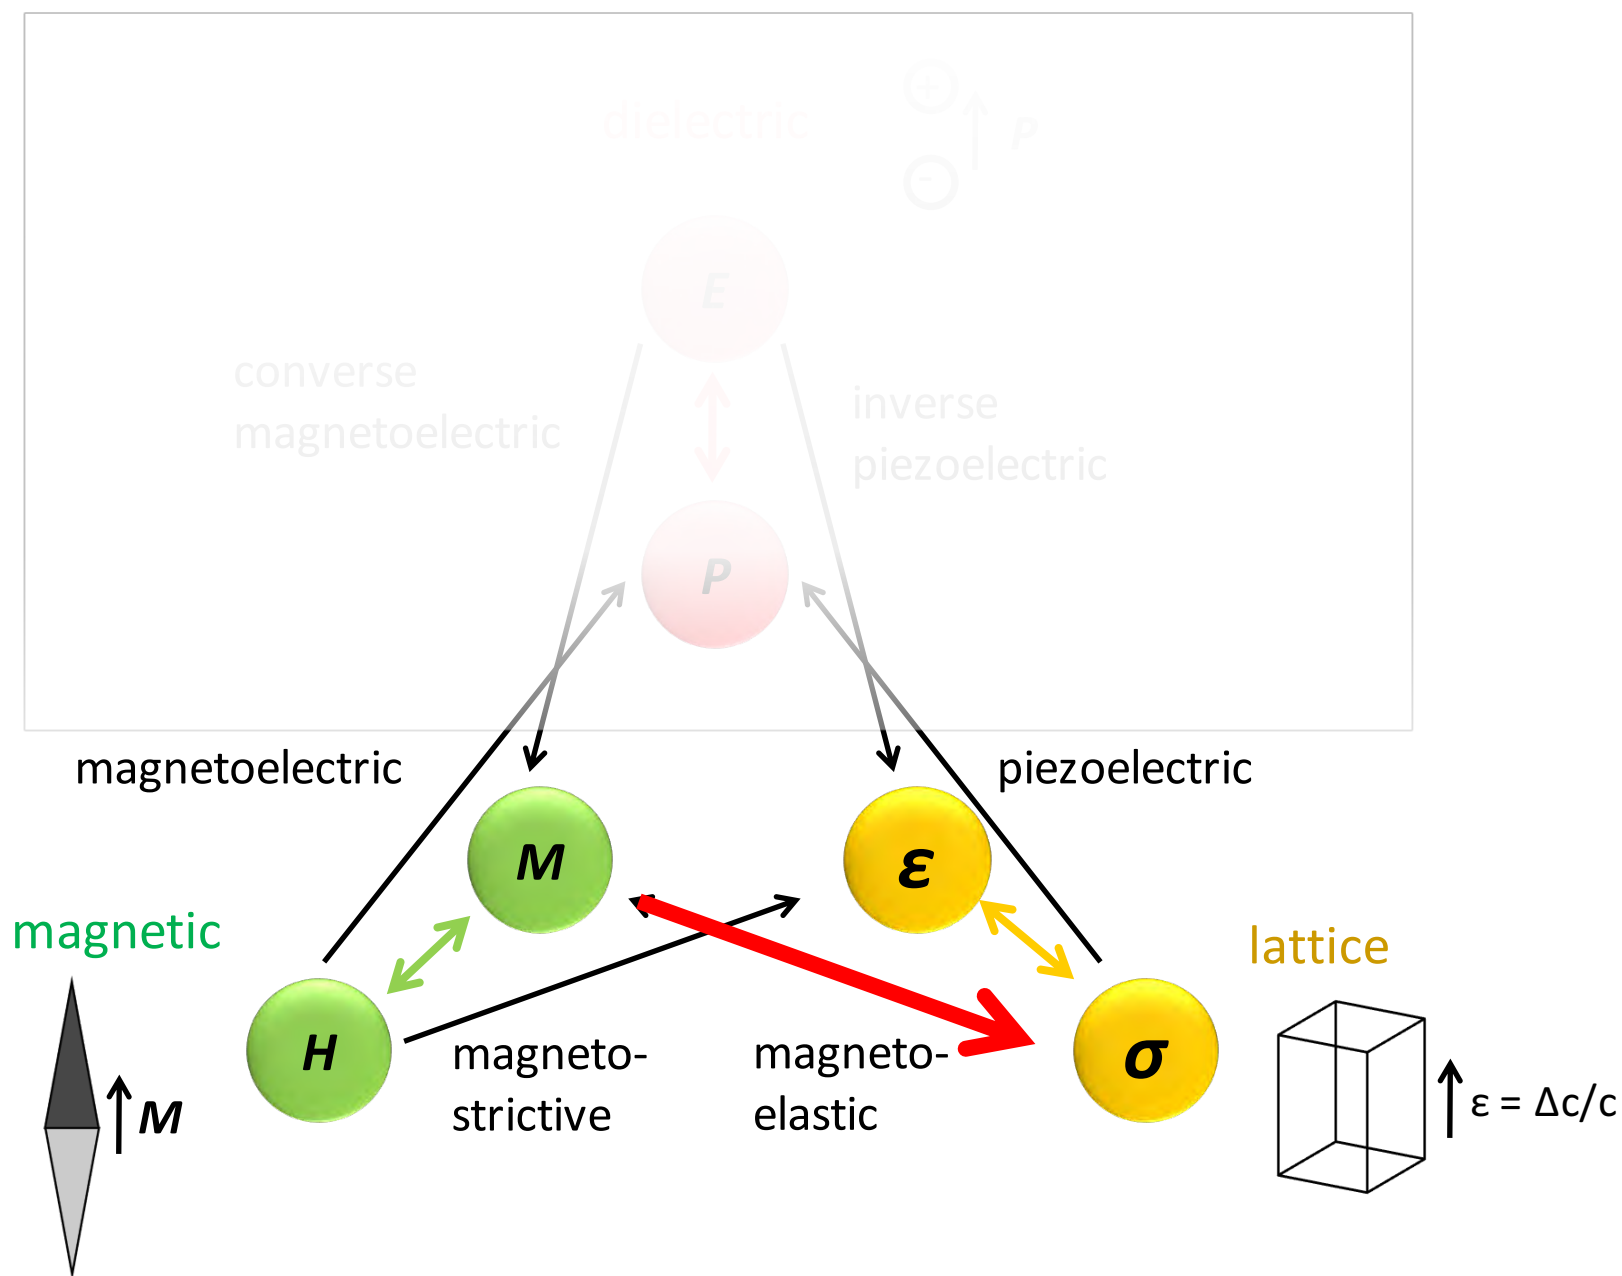 dielectric
+
P
-
E
converse
magnetoelectric
inverse
piezoelectric
P
magnetoelectric
piezoelectric
M
ε
magnetic
lattice
H
magneto-
strictive
magneto-
elastic
σ
M
ε = Δc/c